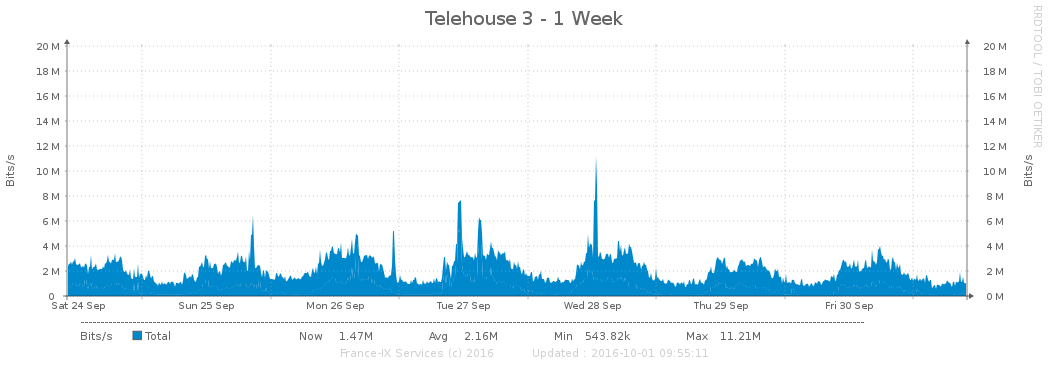 Telehouse 3 - 1 Week
RRDTOOL / TOBI OETIKER
Bits/s
Bits/s
20 M 20 M
18 M 18 M
16 M 16 M
14 M 14 M
12 M 12 M
10 M 10 M
8 M 8 M
6 M 6 M
4 M 4 M
2 M 2 M
0 0 M
Sat 24 Sep Sun 25 Sep Mon 26 Sep Tue 27 Sep Wed 28 Sep Thu 29 Sep Fri 30 Sep
Bits/s Total Now 1.47M Avg 2.16M Min 543.82k Max 11.21M
France-IX Services (c) 2016 Updated : 2016-10-01 09:55:11